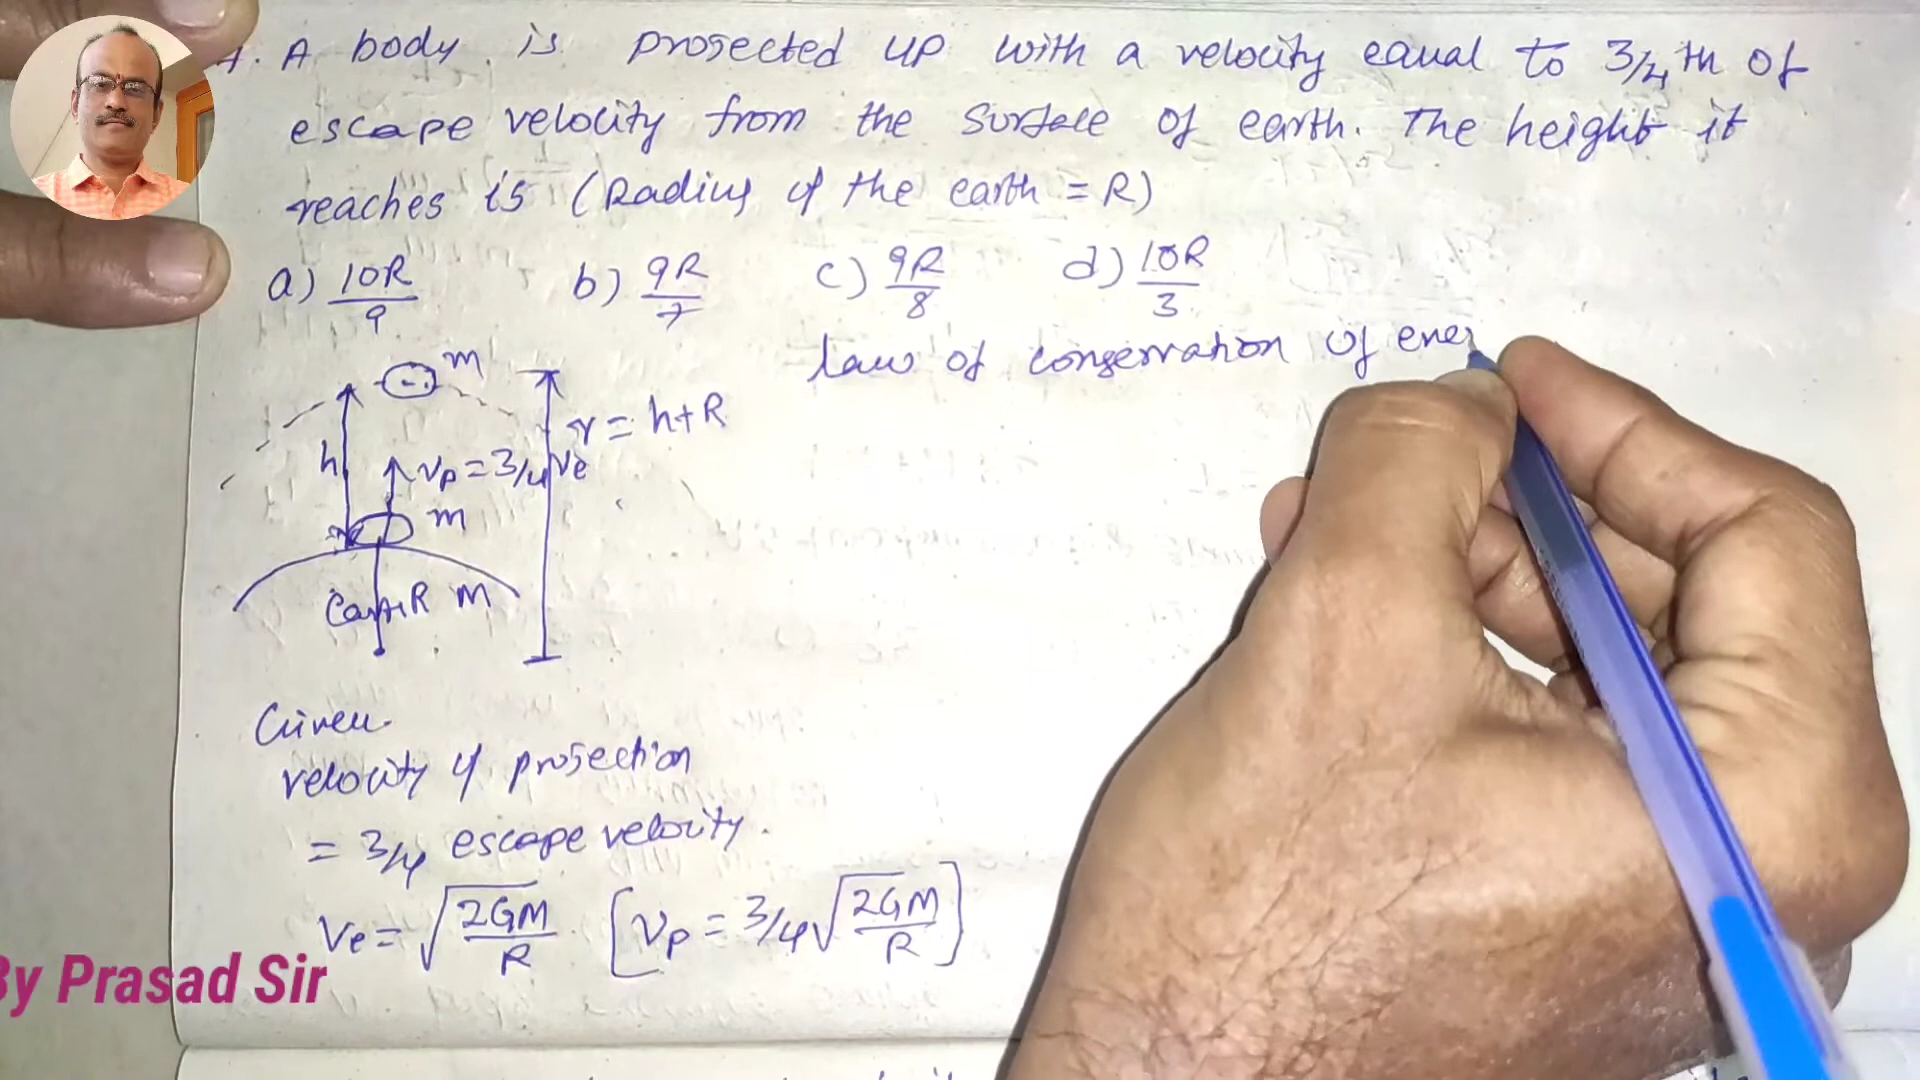 4. A body is projected up with a velocity equal to 3/4 th of
escape velocity from the surface of earth. The height it
reaches is (Radius of the earth = R)
a) 10R/9 b) 9R/7 c) 9R/8 d) 10R/3
law of conservation of ener
m
r = h+R
h
vp = 3/4 ve
m
Earth R M
Given
velocity of projection
= 3/4 escape velocity.
Ve = √(2GM/R) [Vp = 3/4 √(2GM/R)]
By Prasad Sir